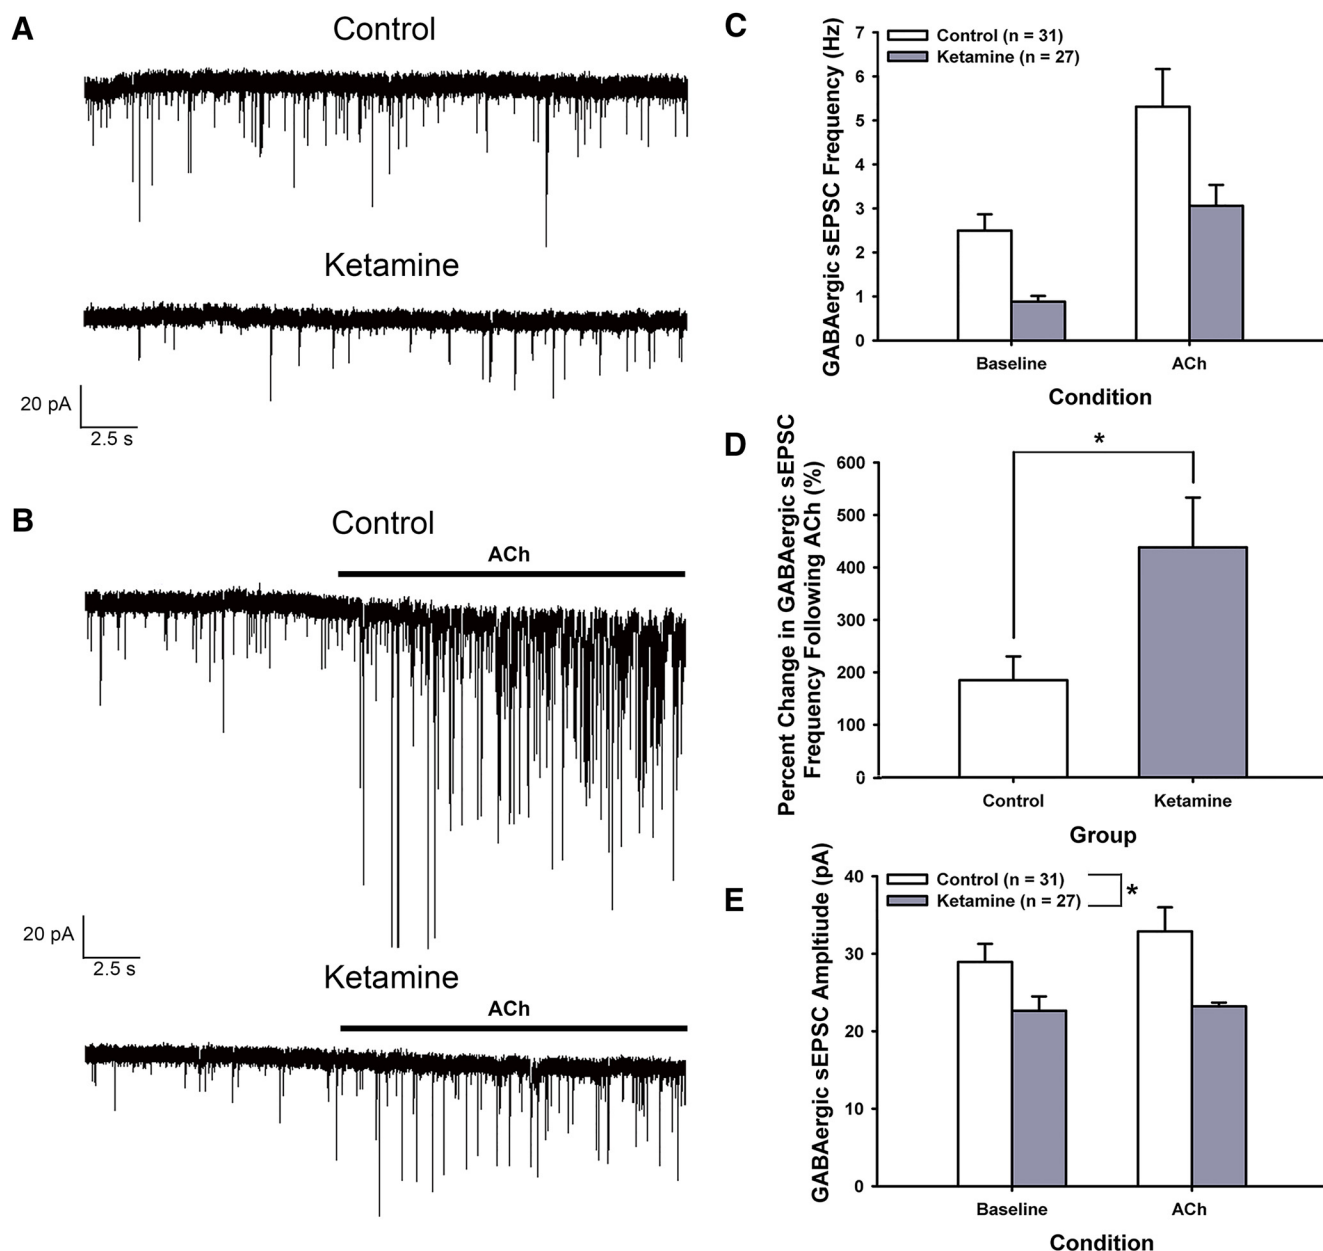 A
Control
Ketamine
20 pA
2.5 s
B
Control
ACh
20 pA
2.5 s
Ketamine
ACh
C
GABAergic sEPSC Frequency (Hz)
7
6
5
4
3
2
1
0
Control (n = 31)
Ketamine (n = 27)
Baseline
ACh
Condition
D
Percent Change in GABAergic sEPSC
Frequency Following ACh (%)
600
500
400
300
200
100
0
*
Control
Ketamine
Group
E
GABAergic sEPSC Ampltiude (pA)
40
30
20
10
0
Control (n = 31)
Ketamine (n = 27)
*
Baseline
ACh
Condition